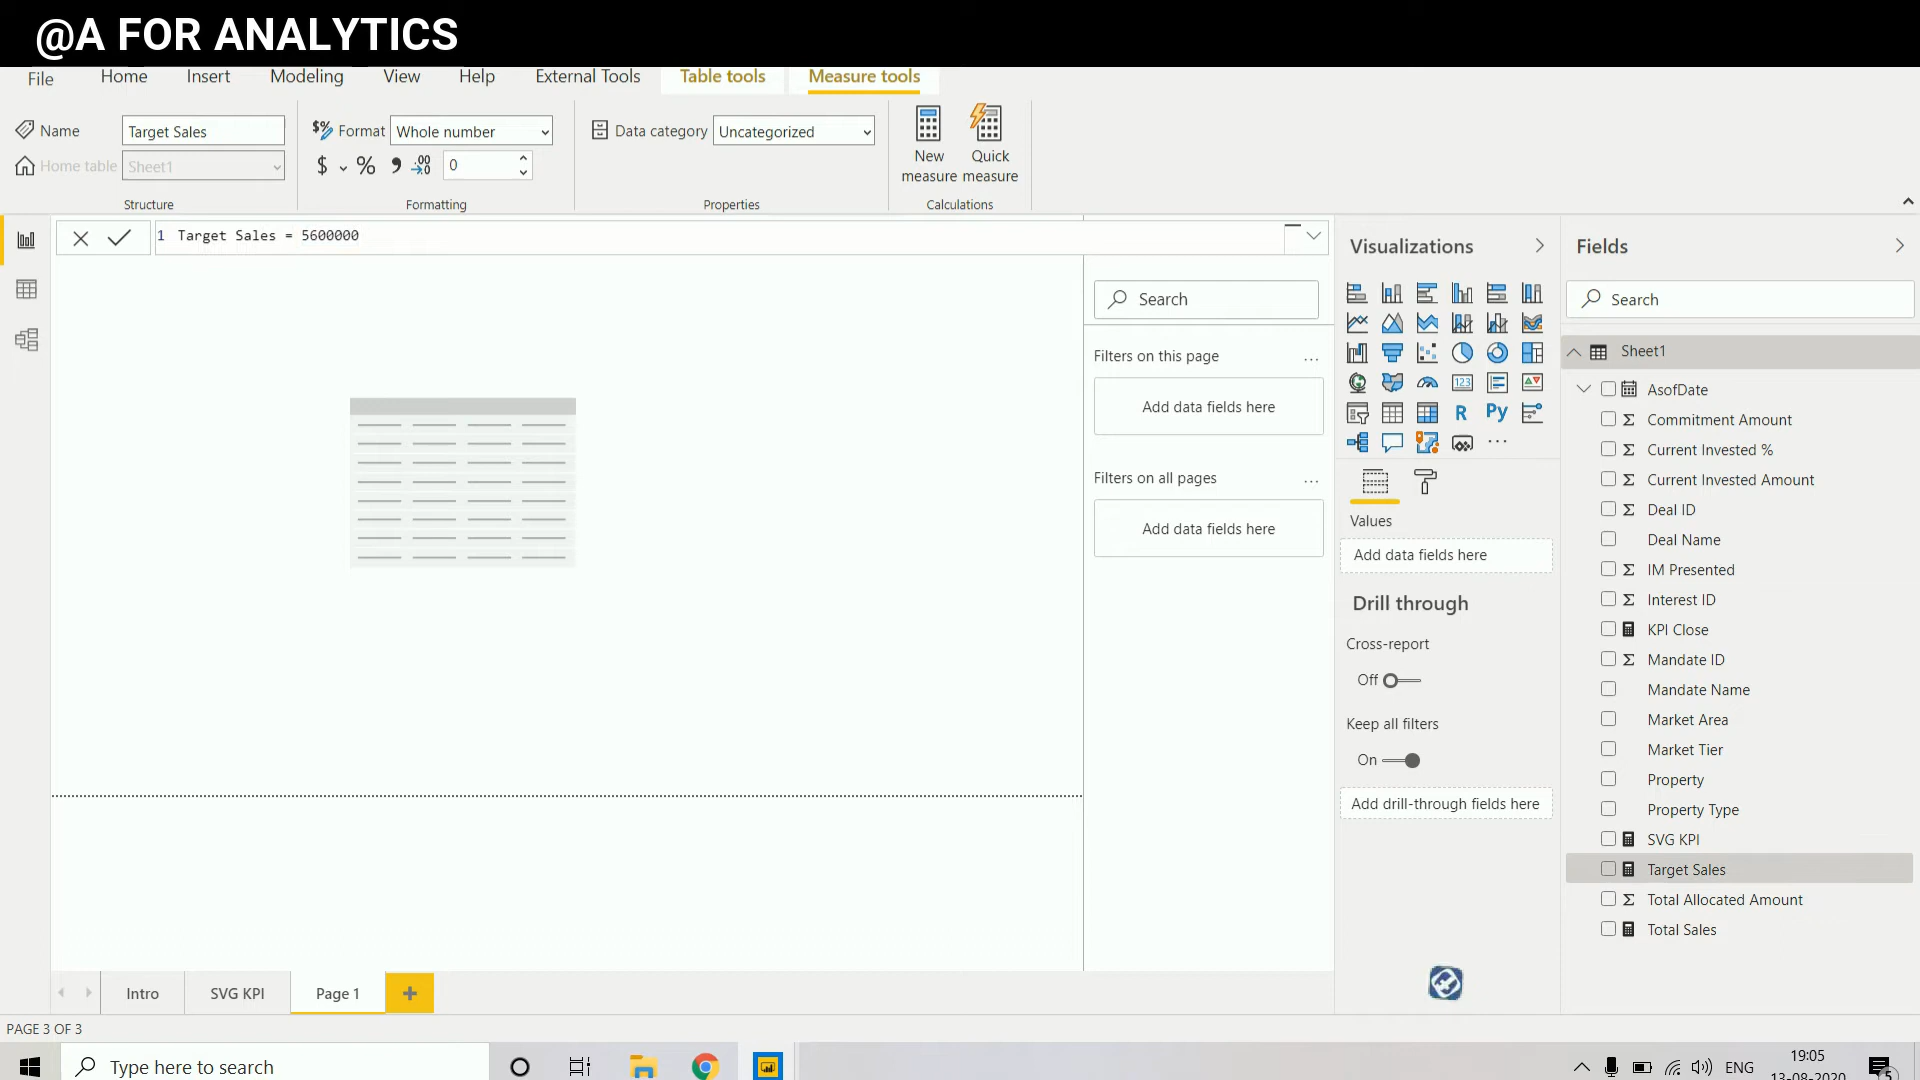 @A FOR ANALYTICS
File Home Insert Modeling View Help External Tools Table tools Measure tools
Name Target Sales Format Whole number Data category Uncategorized
Home table Sheet1 $ % 0
New measure Quick measure
Structure Formatting Properties Calculations
1 Target Sales = 5600000
Search
Filters on this page ...
Add data fields here
Filters on all pages ...
Add data fields here
Visualizations
123
R Py
...
Values
Add data fields here
Drill through
Cross-report
Off
Keep all filters
On
Add drill-through fields here
Fields
Search
Sheet1
AsofDate
Commitment Amount
Current Invested %
Current Invested Amount
Deal ID
Deal Name
IM Presented
Interest ID
KPI Close
Mandate ID
Mandate Name
Market Area
Market Tier
Property
Property Type
SVG KPI
Target Sales
Total Allocated Amount
Total Sales
Intro SVG KPI Page 1 +
PAGE 3 OF 3
Type here to search
ENG
19:05
13-08-2020
5